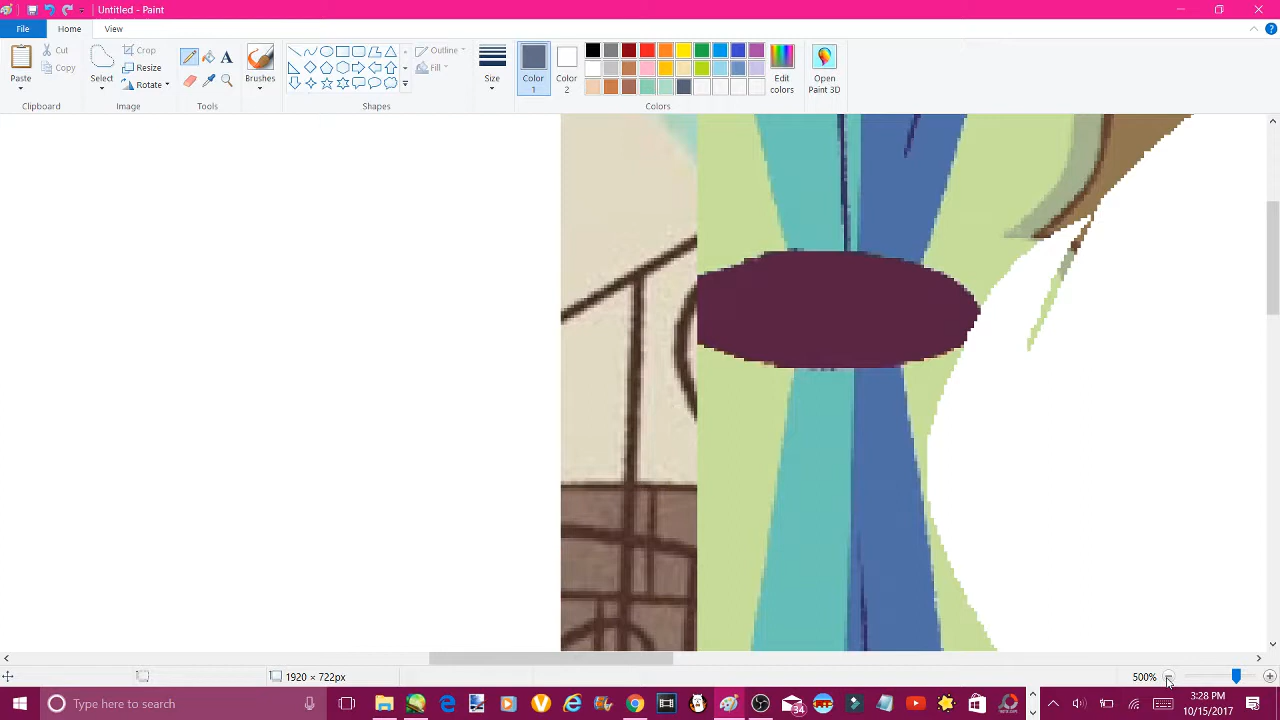 Untitled - Paint
File Home View
Paste
Cut
Copy
Clipboard
Select
Crop
Resize
Rotate
Image
A
Tools
Brushes
Outline
Fill
Shapes
Size
Color 1
Color 2
Edit colors
Colors
Open Paint 3D
1920 × 722px
500%
Type here to search
34
3:28 PM
10/15/2017